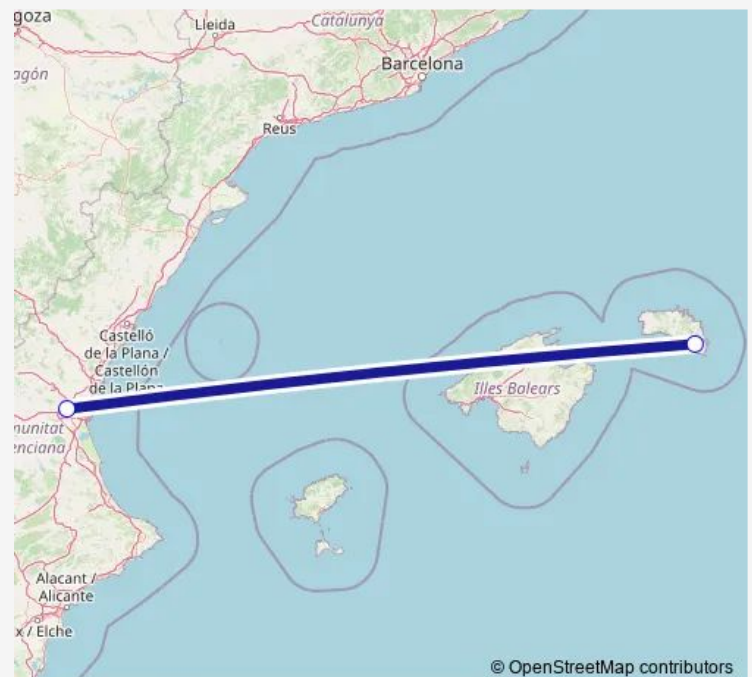 goza
Lleida
Catalunya
Barcelona
agón
Reus
Castelló
de la Plana /
Castellón
de la Plana
Illes Balears
munitat
enciana
Alacant /
Alicante
x / Elche
© OpenStreetMap contributors